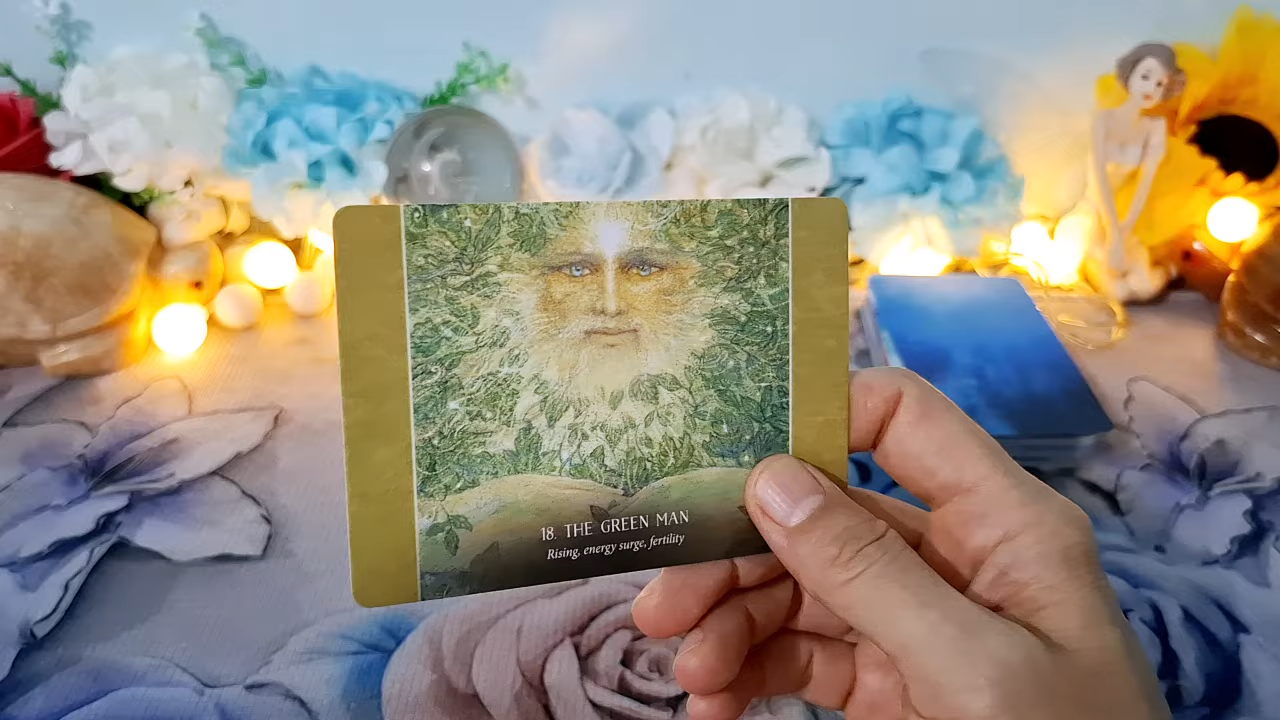 18. THE GREEN MAN
Rising, energy surge, fertility